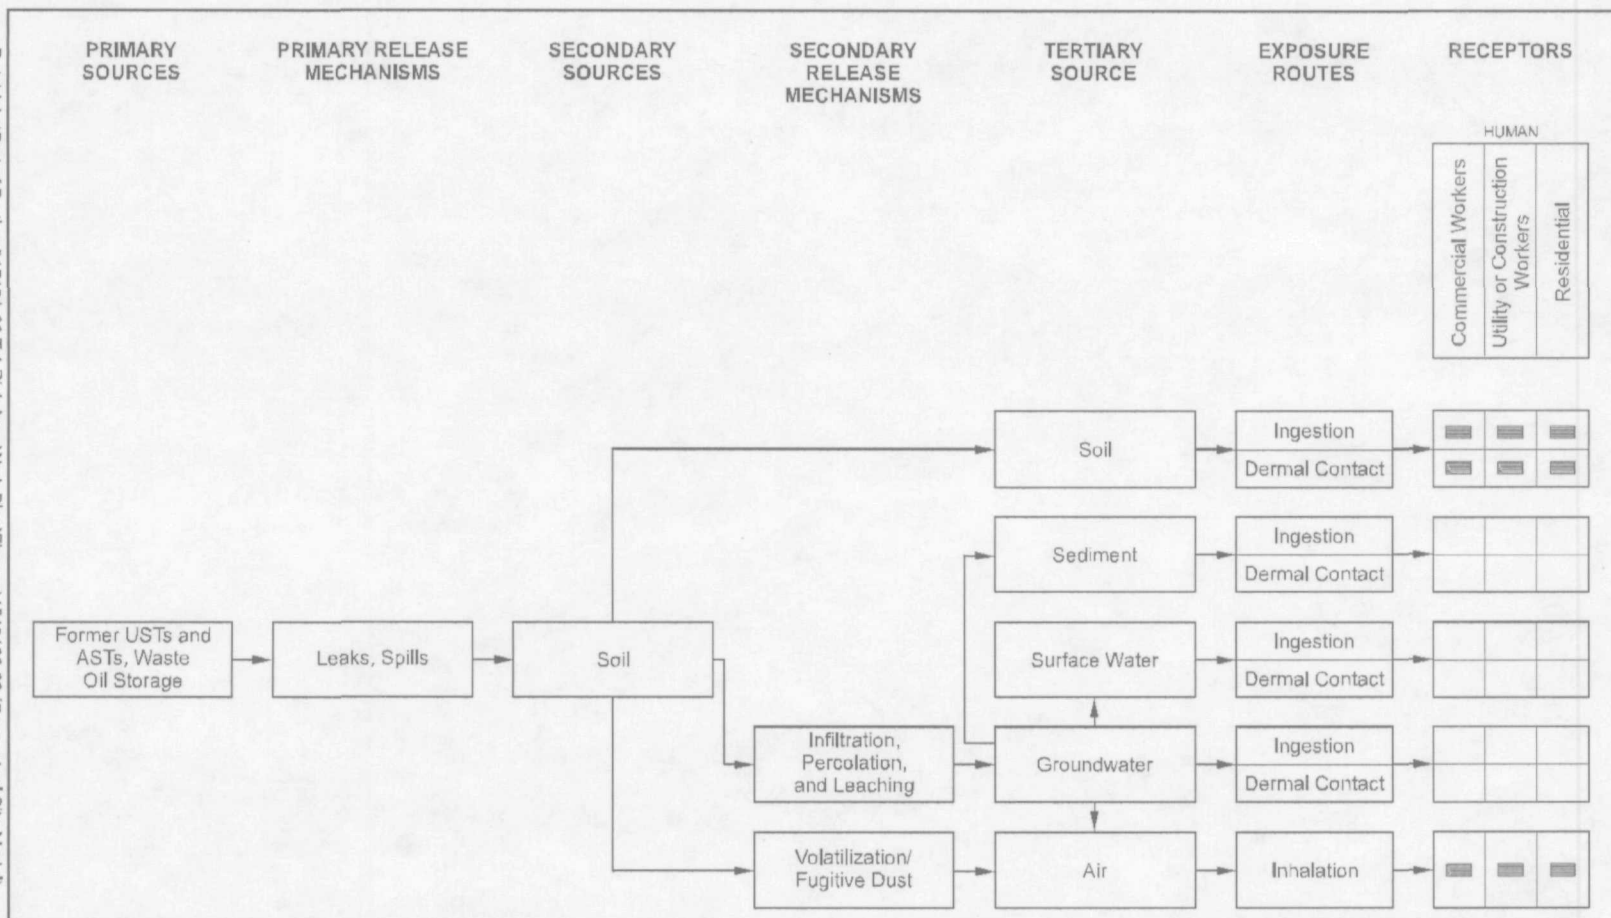 PRIMARY
SOURCES
PRIMARY RELEASE
MECHANISMS
SECONDARY
SOURCES
SECONDARY
RELEASE
MECHANISMS
TERTIARY
SOURCE
EXPOSURE
ROUTES
RECEPTORS
HUMAN
Commercial Workers
Utility or Construction
Workers
Residential
Soil
Ingestion
Dermal Contact
Sediment
Ingestion
Dermal Contact
Former USTs and
ASTs, Waste
Oil Storage
Leaks, Spills
Soil
Surface Water
Ingestion
Dermal Contact
Infiltration,
Percolation,
and Leaching
Groundwater
Ingestion
Dermal Contact
Volatilization/
Fugitive Dust
Air
Inhalation